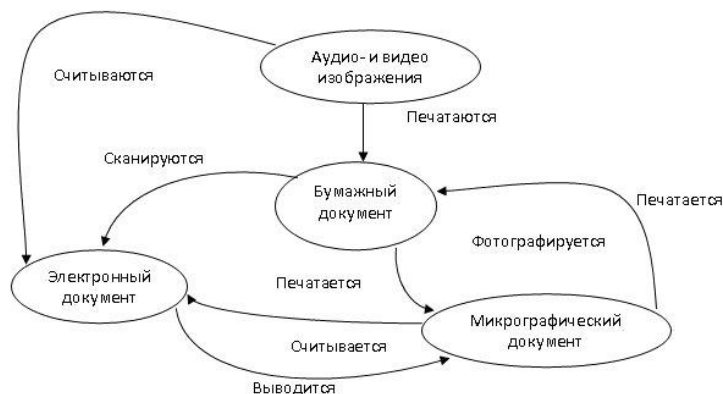 Аудио- и видео
изображения
Считываются
Печатаются
Сканируются
Бумажный
документ
Печатается
Фотографируется
Электронный
документ
Печатается
Микрографический
документ
Считывается
Выводится